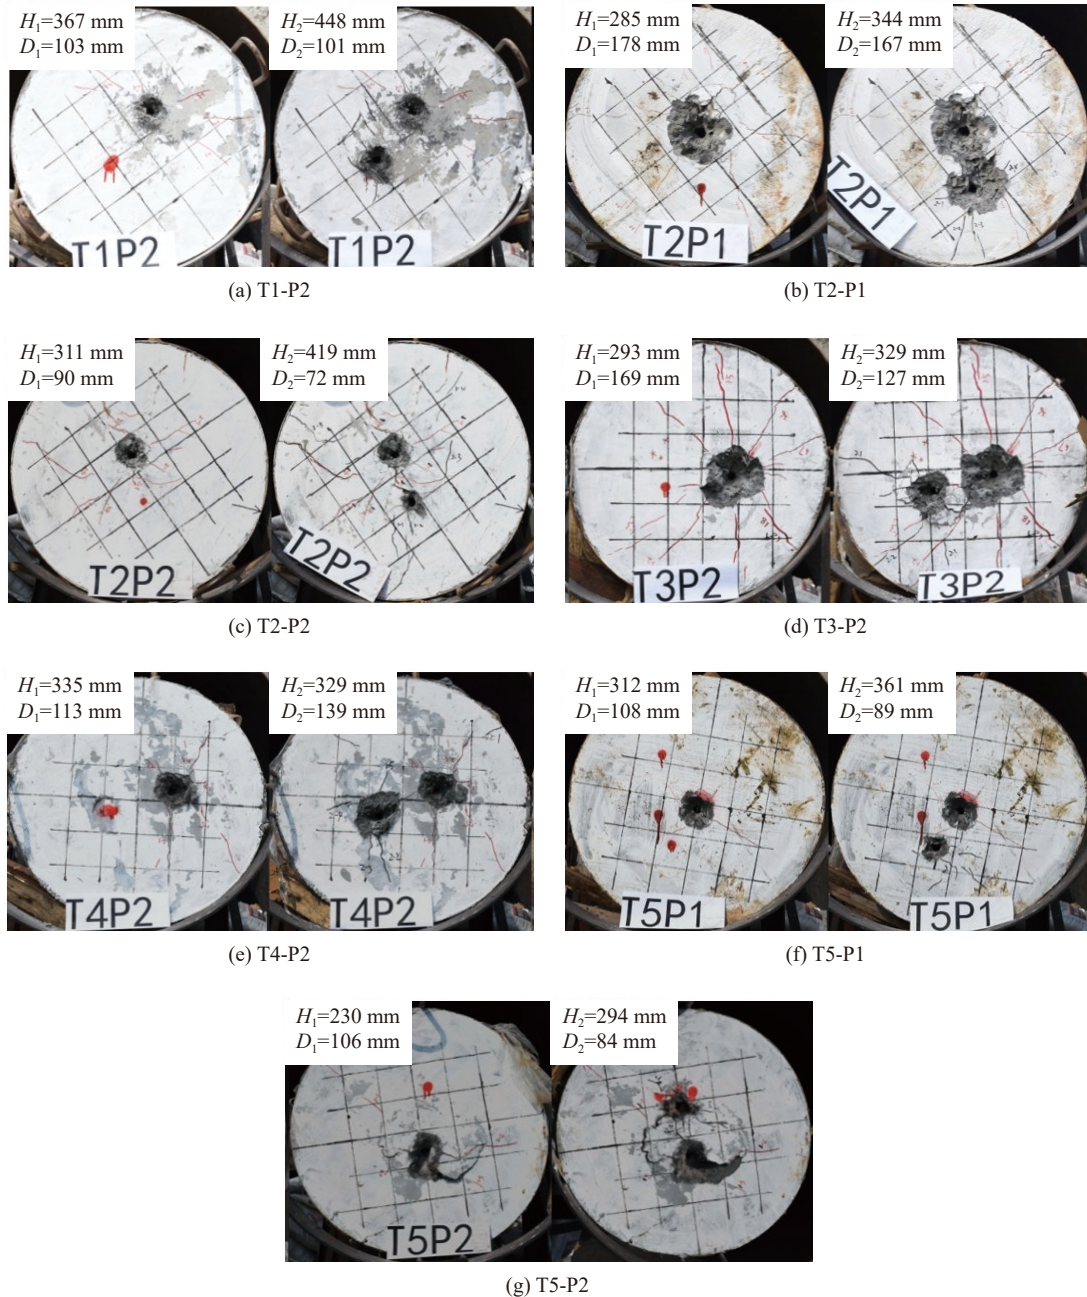 H₁=367 mm
D₁=103 mm
H₂=448 mm
D₂=101 mm
T1P2
T1P2
(a) T1-P2
H₁=285 mm
D₁=178 mm
H₂=344 mm
D₂=167 mm
T2P1
T2P1
(b) T2-P1
H₁=311 mm
D₁=90 mm
H₂=419 mm
D₂=72 mm
T2P2
T2P2
(c) T2-P2
H₁=293 mm
D₁=169 mm
H₂=329 mm
D₂=127 mm
T3P2
T3P2
(d) T3-P2
H₁=335 mm
D₁=113 mm
H₂=329 mm
D₂=139 mm
T4P2
T4P2
(e) T4-P2
H₁=312 mm
D₁=108 mm
H₂=361 mm
D₂=89 mm
T5P1
T5P1
(f) T5-P1
H₁=230 mm
D₁=106 mm
H₂=294 mm
D₂=84 mm
T5P2
(g) T5-P2